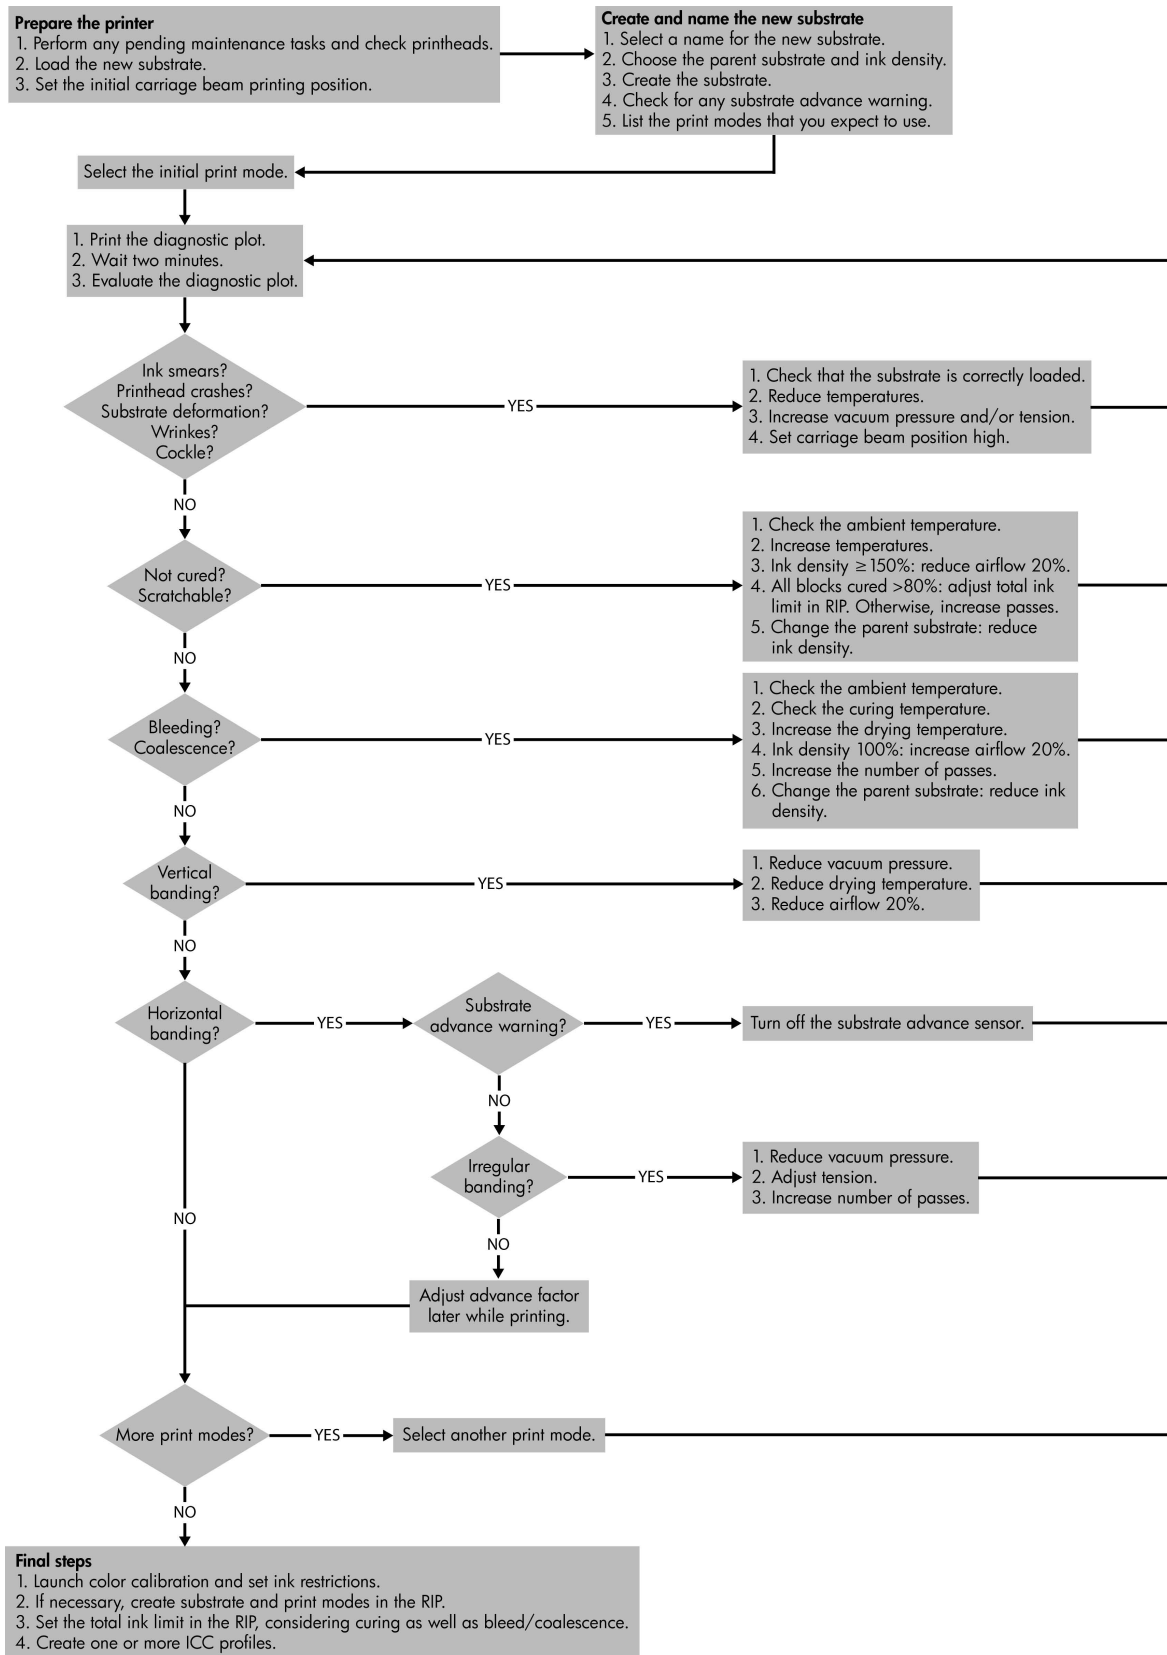 Prepare the printer
1. Perform any pending maintenance tasks and check printheads.
2. Load the new substrate.
3. Set the initial carriage beam printing position.
Create and name the new substrate
1. Select a name for the new substrate.
2. Choose the parent substrate and ink density.
3. Create the substrate.
4. Check for any substrate advance warning.
5. List the print modes that you expect to use.
Select the initial print mode.
1. Print the diagnostic plot.
2. Wait two minutes.
3. Evaluate the diagnostic plot.
Ink smears?
Printhead crashes?
Substrate deformation?
Wrinkes?
Cockle?
YES
1. Check that the substrate is correctly loaded.
2. Reduce temperatures.
3. Increase vacuum pressure and/or tension.
4. Set carriage beam position high.
NO
Not cured?
Scratchable?
YES
1. Check the ambient temperature.
2. Increase temperatures.
3. Ink density ≥150%: reduce airflow 20%.
4. All blocks cured >80%: adjust total ink
limit in RIP. Otherwise, increase passes.
5. Change the parent substrate: reduce
ink density.
NO
Bleeding?
Coalescence?
YES
1. Check the ambient temperature.
2. Check the curing temperature.
3. Increase the drying temperature.
4. Ink density 100%: increase airflow 20%.
5. Increase the number of passes.
6. Change the parent substrate: reduce ink
density.
NO
Vertical
banding?
YES
1. Reduce vacuum pressure.
2. Reduce drying temperature.
3. Reduce airflow 20%.
NO
Horizontal
banding?
YES
Substrate
advance warning?
YES
Turn off the substrate advance sensor.
NO
Irregular
banding?
YES
1. Reduce vacuum pressure.
2. Adjust tension.
3. Increase number of passes.
NO
NO
Adjust advance factor
later while printing.
More print modes?
YES
Select another print mode.
NO
Final steps
1. Launch color calibration and set ink restrictions.
2. If necessary, create substrate and print modes in the RIP.
3. Set the total ink limit in the RIP, considering curing as well as bleed/coalescence.
4. Create one or more ICC profiles.